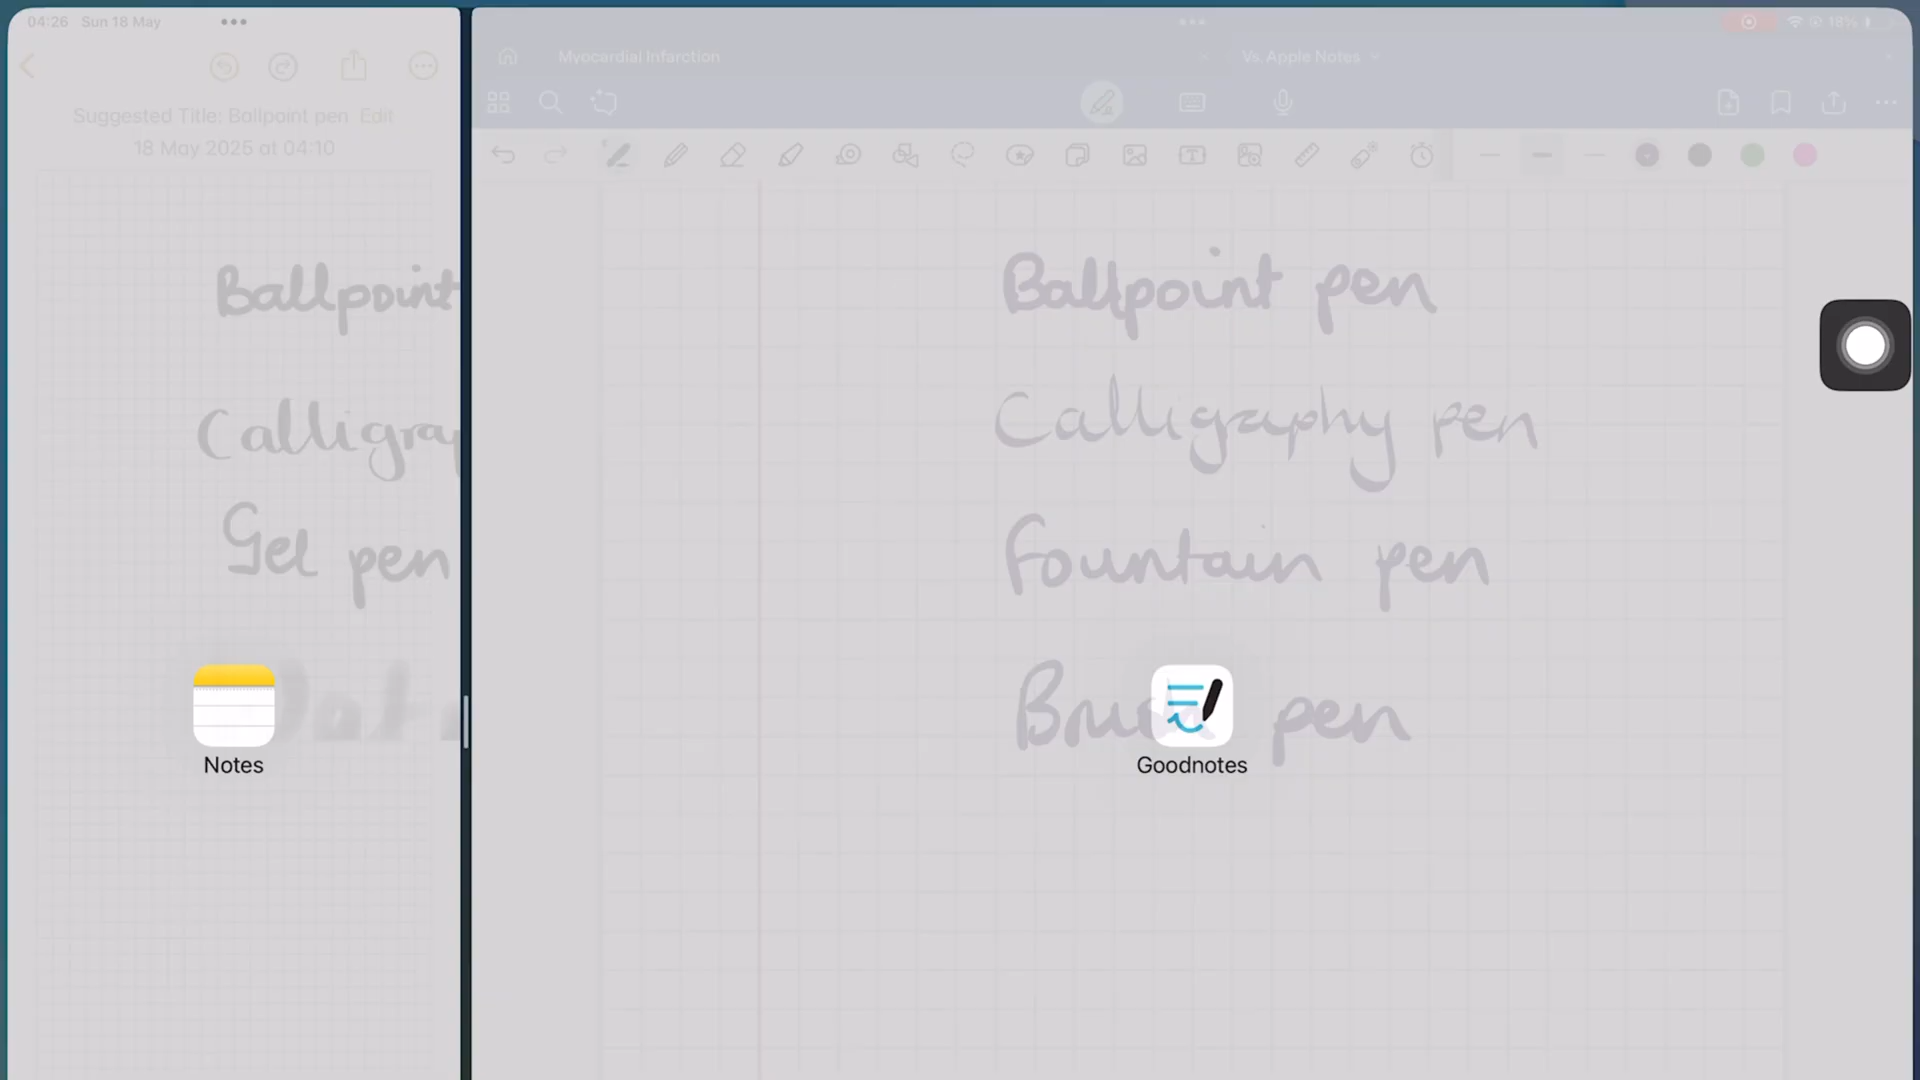 04:26 Sun 18 May
18%
Myocardial Infarction
Vs. Apple Notes
Suggested Title: Ballpoint pen Edit
18 May 2025 at 04:10
Ballpoint
Calligra
Gel pen
Notes
Ballpoint pen
Calligraphy pen
Fountain pen
pen
Goodnotes